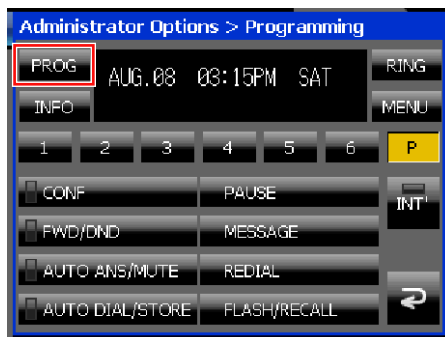 Administrator Options > Programming
PROG
AUG.08 03:15PM SAT
RING
INFO
MENU
1 2 3 4 5 6 P
CONF PAUSE
INT'
FWD/DND MESSAGE
AUTO ANS/MUTE REDIAL
AUTO DIAL/STORE FLASH/RECALL